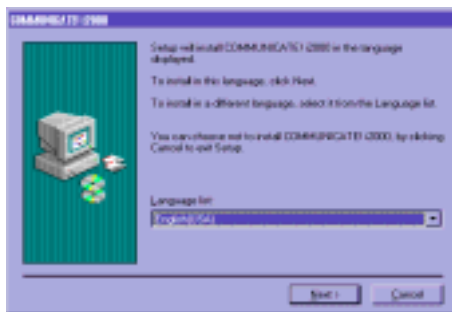 COMMUNICATE! i2000
Setup will install COMMUNICATE! i2000 in the language
displayed.
To install in this language, click Next.
To install in a different language, select it from the Language list.
You can choose not to install COMMUNICATE! i2000, by clicking
Cancel to exit Setup.
Language list:
English(USA)
Next >
Cancel